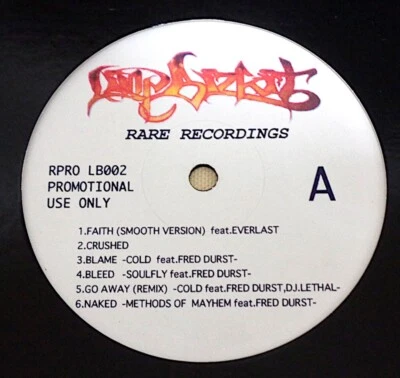 limpbizkit
RARE RECORDINGS
RPRO LB002
PROMOTIONAL
USE ONLY
A
1.FAITH (SMOOTH VERSION) feat.EVERLAST
2.CRUSHED
3.BLAME -COLD feat.FRED DURST-
4.BLEED -SOULFLY feat.FRED DURST-
5.GO AWAY (REMIX) -COLD feat.FRED DURST,D.J.LETHAL-
6.NAKED -METHODS OF MAYHEM feat.FRED DURST-